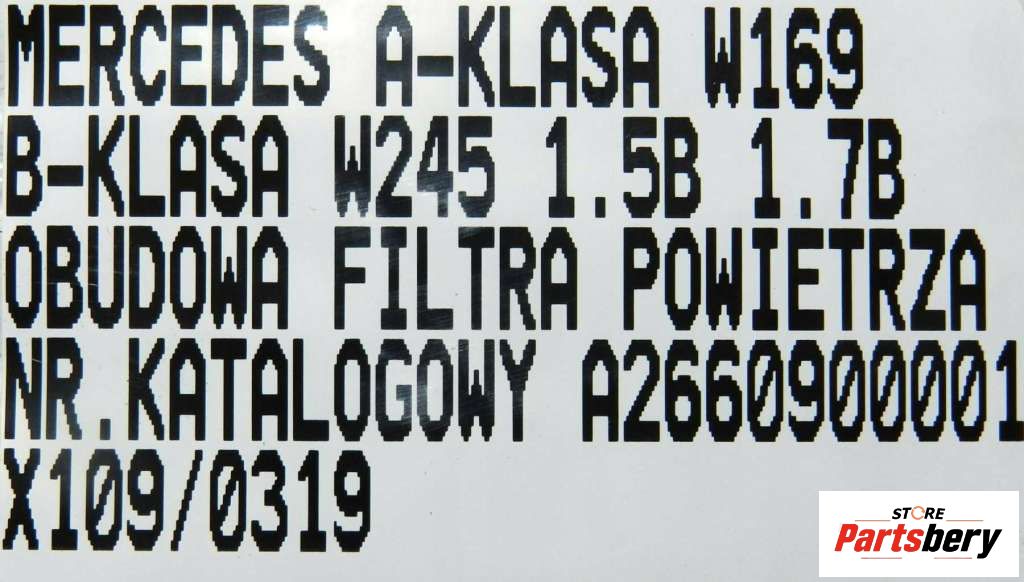 MERCEDES A-KLASA W169
B-KLASA W245 1.5B 1.7B
OBUDOWA FILTRA POWIETRZA
NR.KATALOGOWY A2660900001
X109/0319
STORE
Partsbery